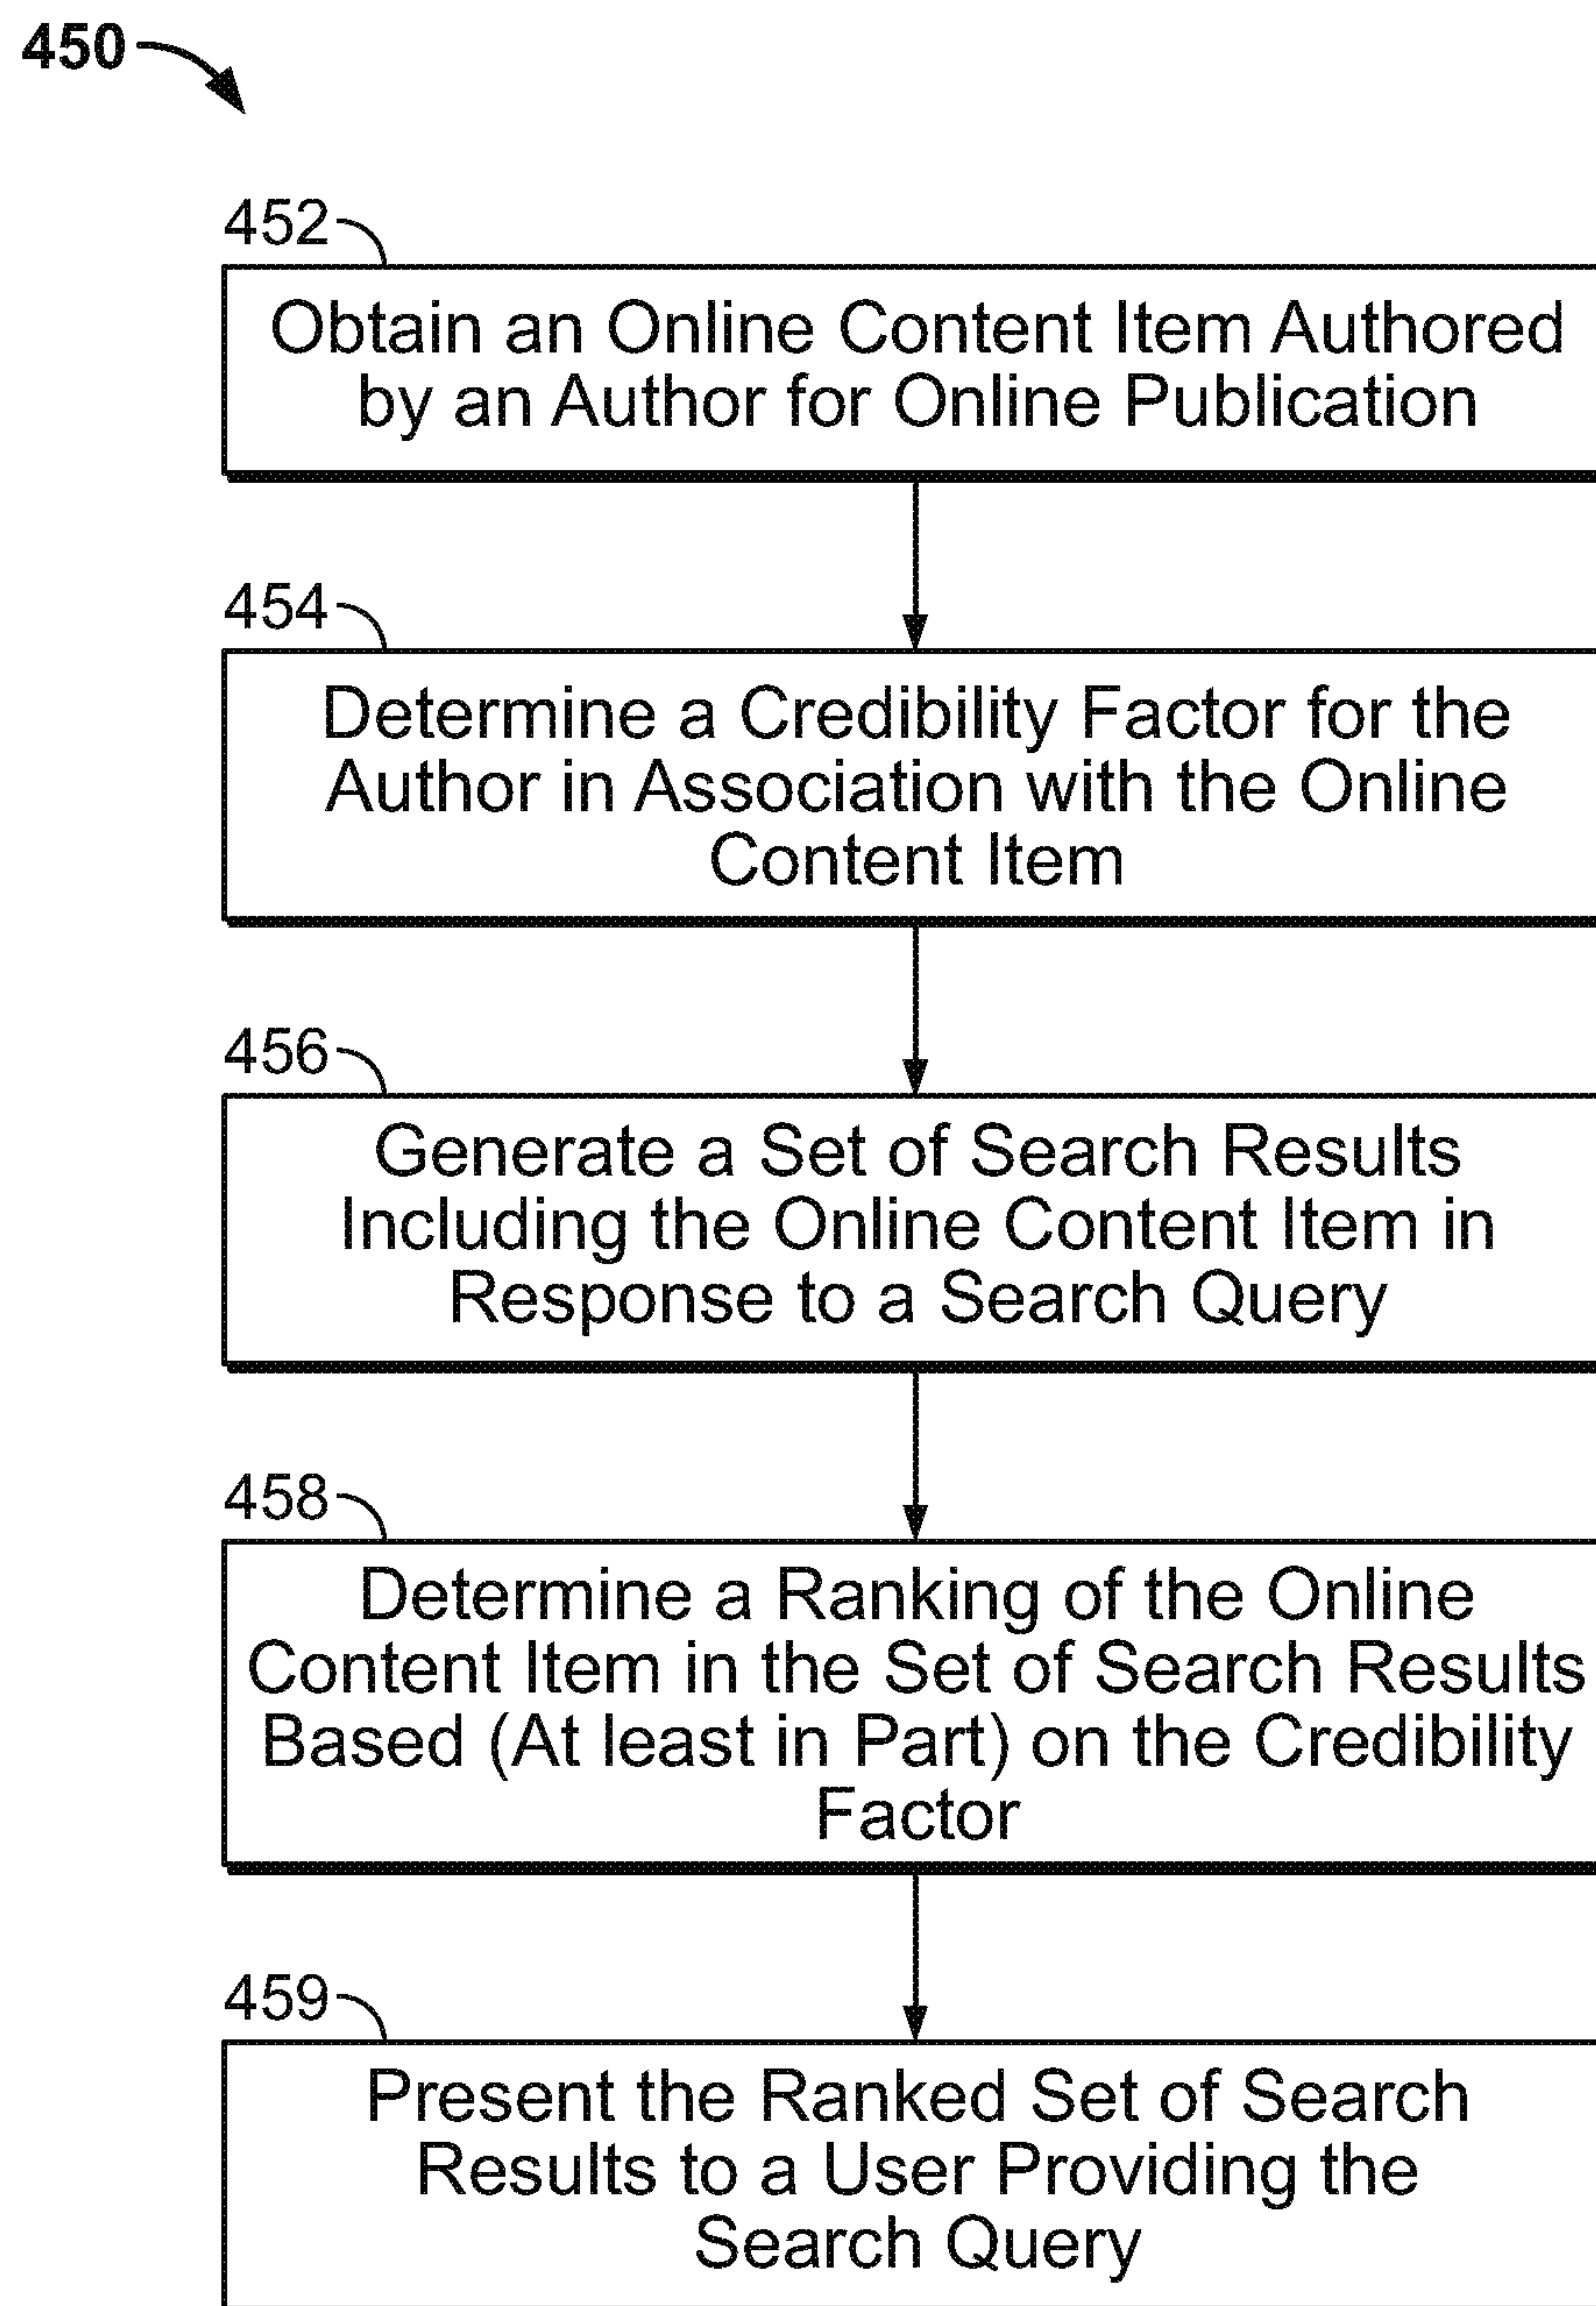 450
452
Obtain an Online Content Item Authored
by an Author for Online Publication
454
Determine a Credibility Factor for the
Author in Association with the Online
Content Item
456
Generate a Set of Search Results
Including the Online Content Item in
Response to a Search Query
458
Determine a Ranking of the Online
Content Item in the Set of Search Results
Based (At least in Part) on the Credibility
Factor
459
Present the Ranked Set of Search
Results to a User Providing the
Search Query